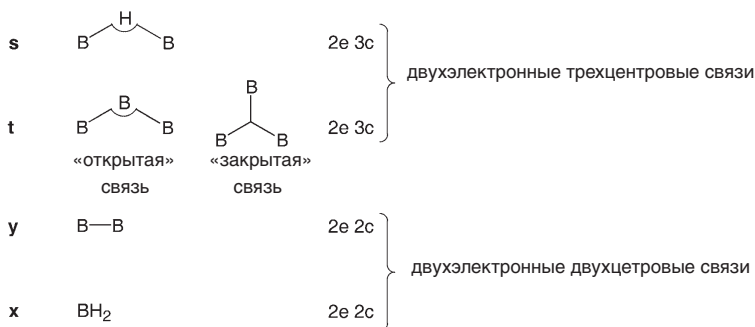 H
s B B 2e 3c
двухэлектронные трехцентровые связи
B
B
t B B B B 2e 3c
«открытая» «закрытая»
связь связь
y B—B 2e 2c
двухэлектронные двухцетровые связи
x BH₂ 2e 2c